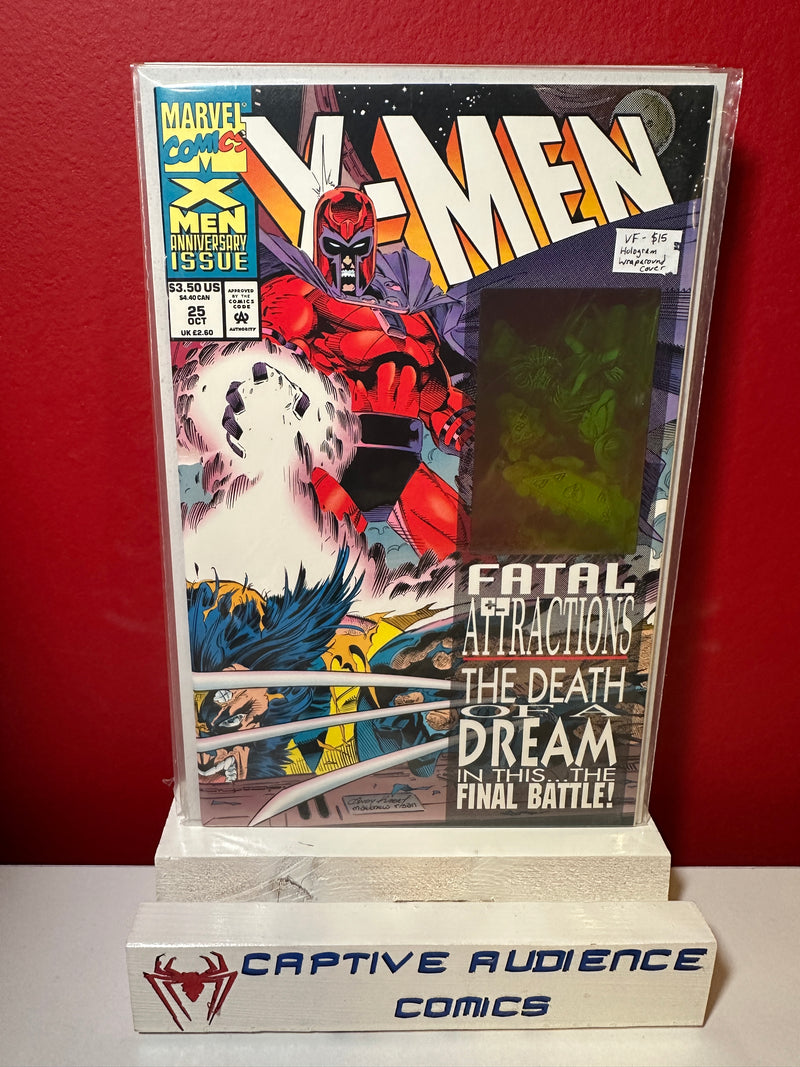 MARVEL
COMICS
M
X
MEN
ANNIVERSARY
ISSUE
X-MEN
$3.50 US
$4.40 CAN
25
OCT
UK £2.60
APPROVED
BY THE
COMICS
CODE
CA
AUTHORITY
VF - $15
Hologram
Wraparound
Cover
FATAL
ATTRACTIONS
THE DEATH
OF A
DREAM
IN THIS...THE
FINAL BATTLE!
CAPTIVE AUDIENCE
COMICS